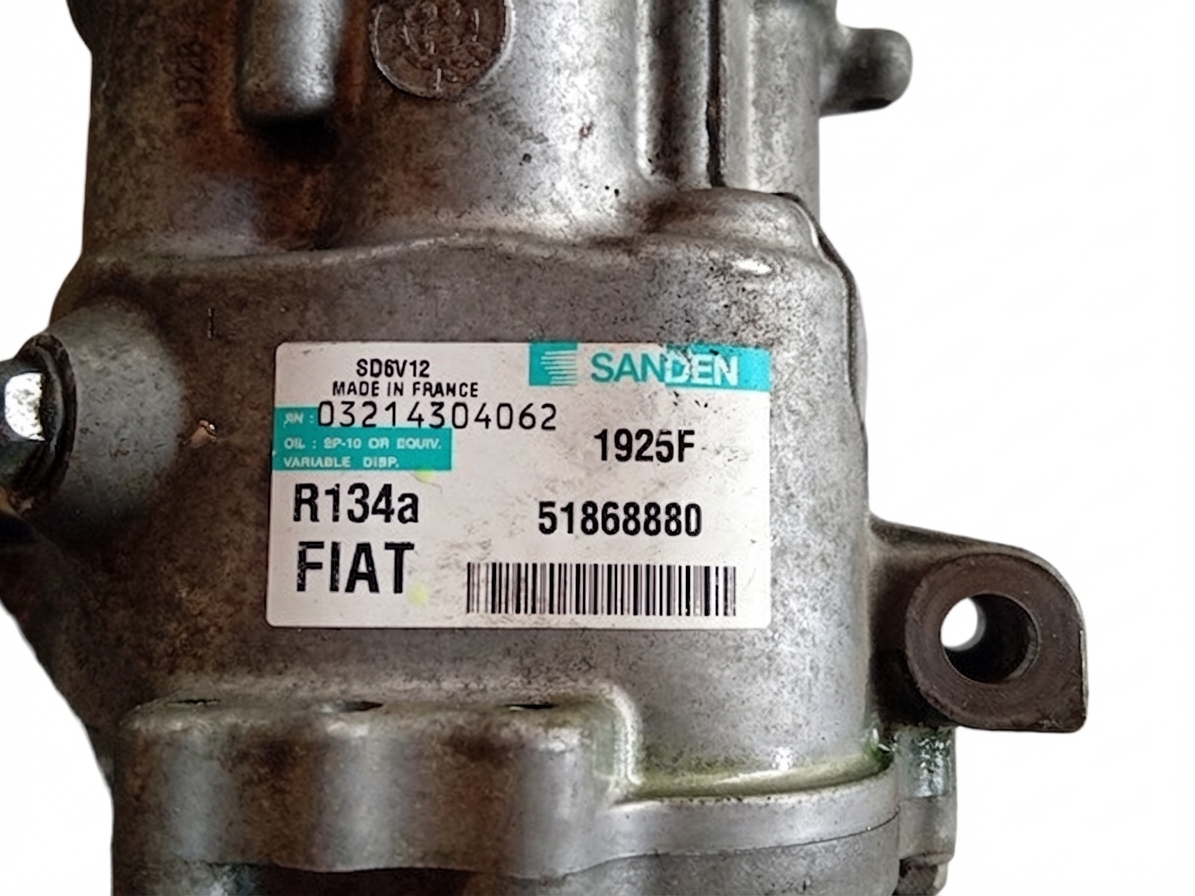 SD6V12
MADE IN FRANCE
SANDEN
SN : 03214304062
OIL : SP-10 OR EQUIV.
VARIABLE DISP.
1925F
R134a
51868880
FIAT